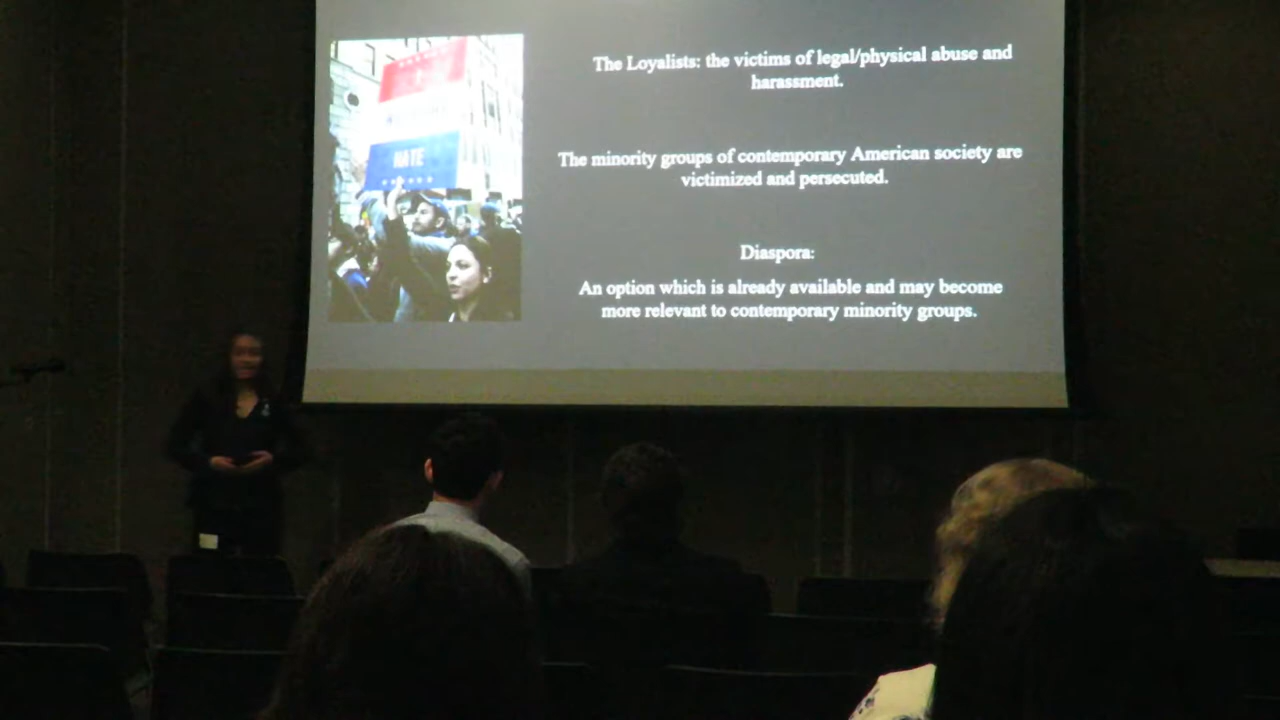 HATE
The Loyalists: the victims of legal/physical abuse and
harassment.
The minority groups of contemporary American society are
victimized and persecuted.
Diaspora:
An option which is already available and may become
more relevant to contemporary minority groups.